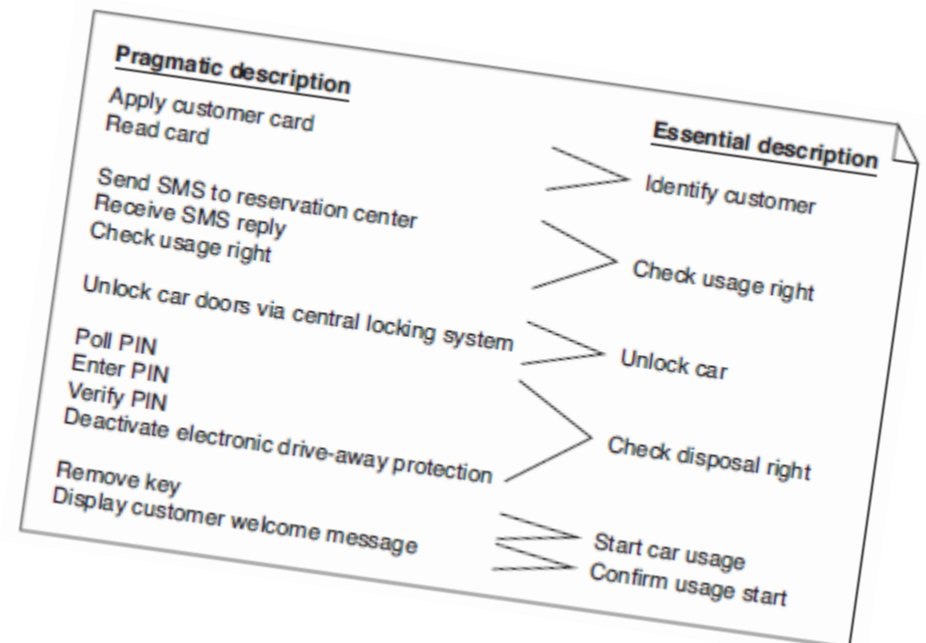 Pragmatic description
Apply customer card
Read card
Send SMS to reservation center
Receive SMS reply
Check usage right
Unlock car doors via central locking system
Poll PIN
Enter PIN
Verify PIN
Deactivate electronic drive-away protection
Remove key
Display customer welcome message
Essential description
Identify customer
Check usage right
Unlock car
Check disposal right
Start car usage
Confirm usage start